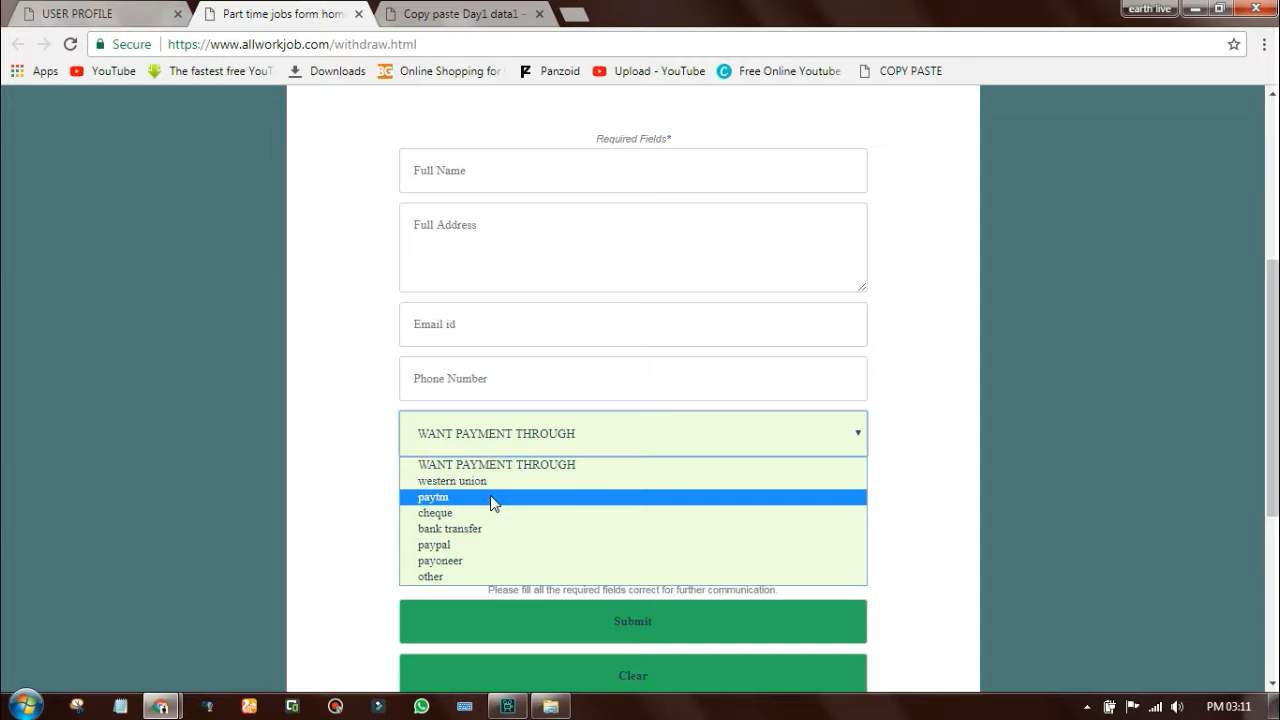 USER PROFILE
Part time jobs form home
Copy paste Day1 data1 -
earth live
Secure
https://www.allworkjob.com/withdraw.html
Apps
YouTube
The fastest free YouT
Downloads
Online Shopping for
Panzoid
Upload - YouTube
Free Online Youtube
COPY PASTE
Required Fields*
Full Name
Full Address
Email id
Phone Number
WANT PAYMENT THROUGH
WANT PAYMENT THROUGH
western union
paytm
cheque
bank transfer
paypal
payoneer
other
Please fill all the required fields correct for further communication.
Submit
Clear
PM 03:11